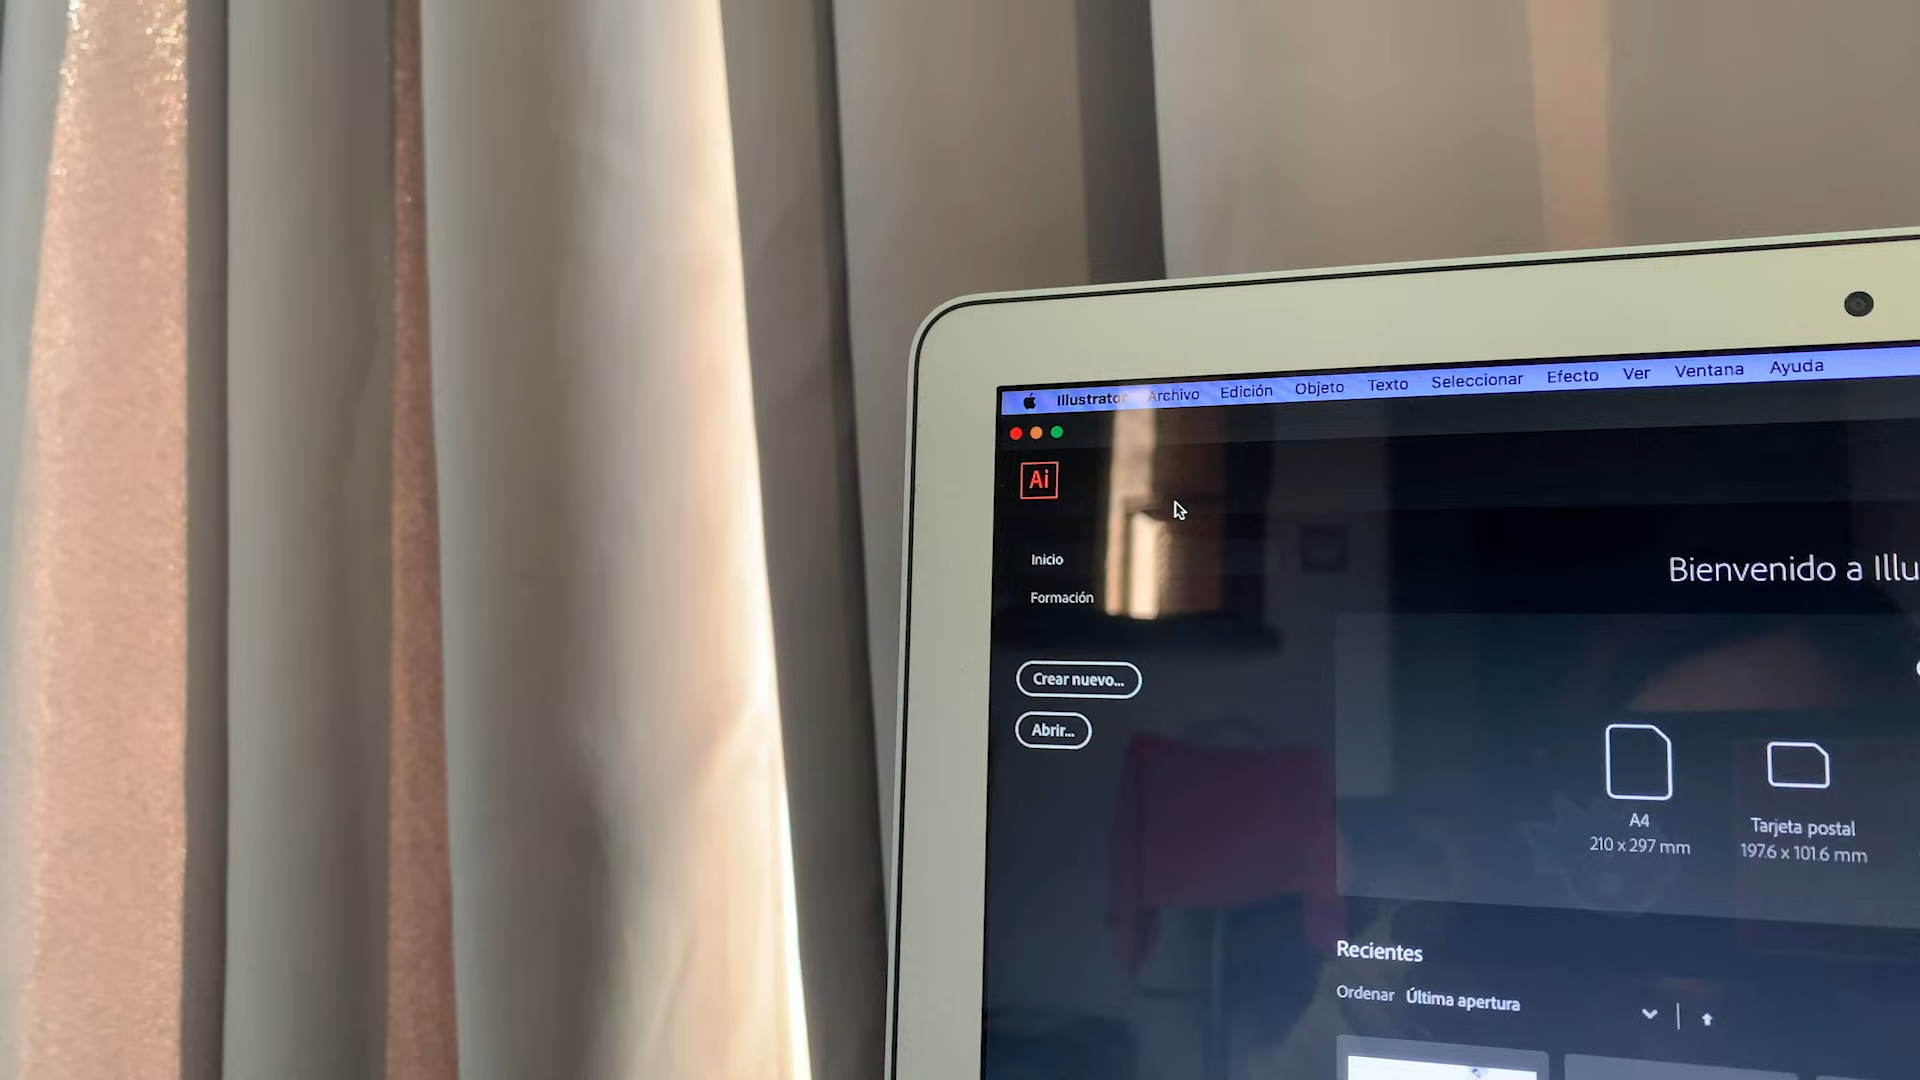 Illustrator Archivo Edición Objeto Texto Seleccionar Efecto Ver Ventana Ayuda
Ai
Inicio
Formación
Bienvenido a Illu
Crear nuevo...
Abrir...
A4
210 x 297 mm
Tarjeta postal
197.6 x 101.6 mm
Recientes
Ordenar Última apertura